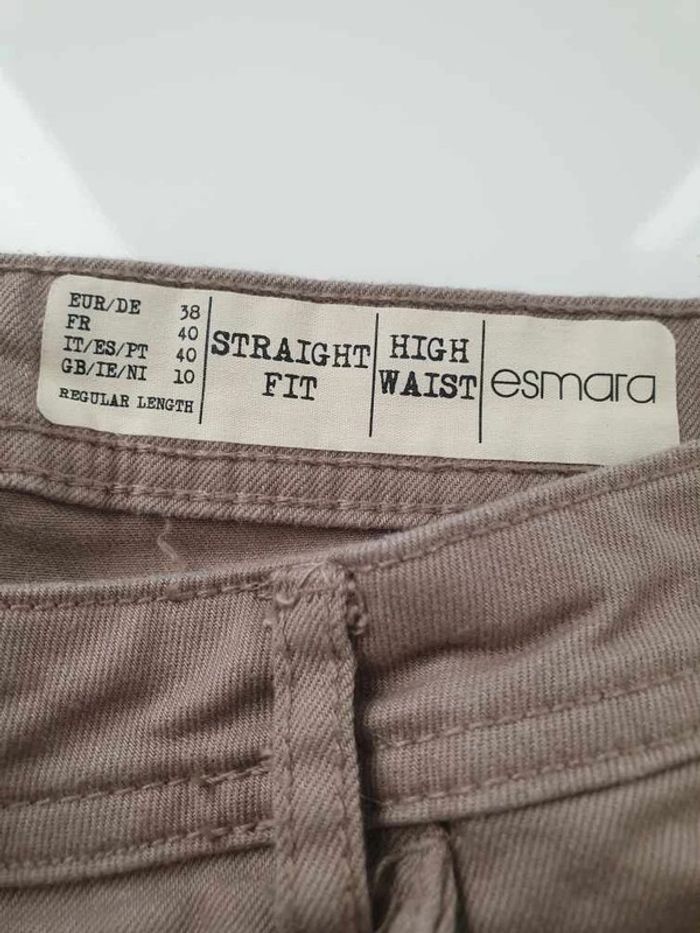 EUR/DE 38
FR 40
IT/ES/PT 40
GB/IE/NI 10
REGULAR LENGTH
STRAIGHT
FIT
HIGH
WAIST
esmara